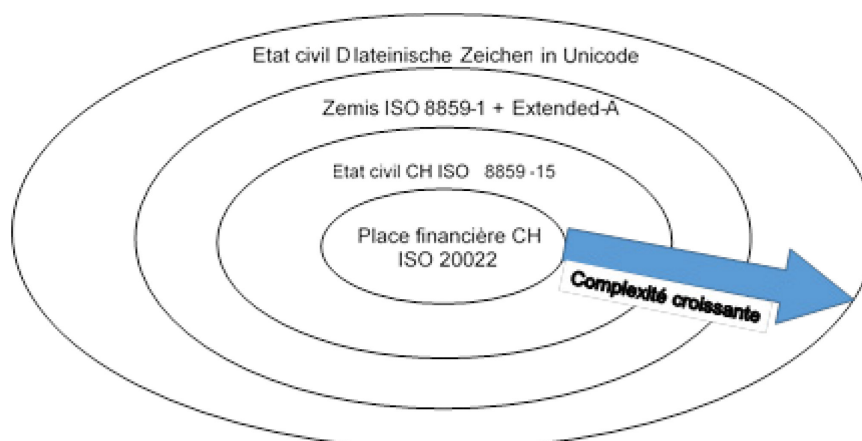 Etat civil D lateinische Zeichen in Unicode
Zemis ISO 8859-1 + Extended-A
Etat civil CH ISO 8859 -15
Place financière CH
ISO 20022
Complexité croissante